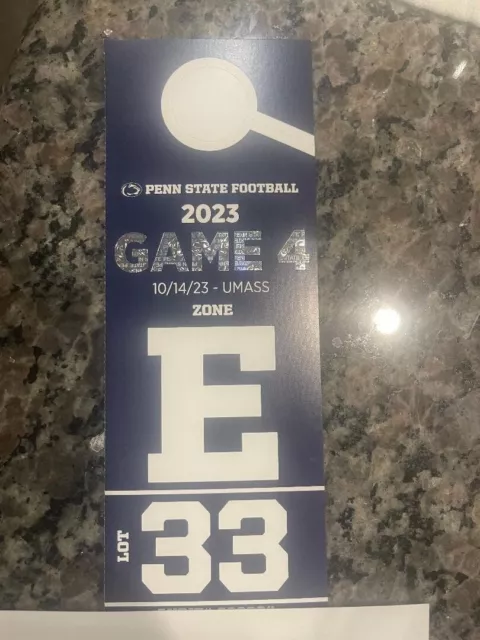 PENN STATE FOOTBALL
2023
GAME 4
10/14/23 - UMASS
ZONE
E
LOT
33